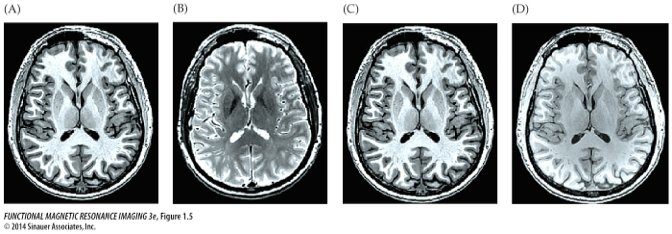 (A) (B) (C) (D)
FUNCTIONAL MAGNETIC RESONANCE IMAGING 3e, Figure 1.5
© 2014 Sinauer Associates, Inc.